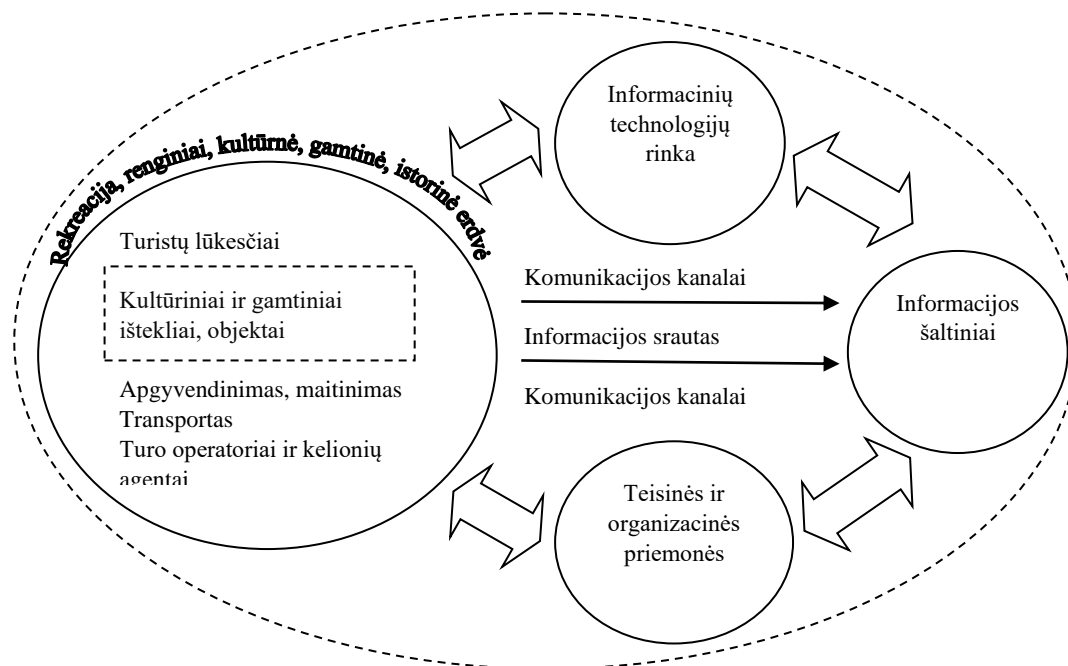 Informacinių
technologijų
rinka
Rekreacija, renginiai, kultūrnė, gamtinė, istorinė erdvė
Turistų lūkesčiai
Kultūriniai ir gamtiniai
ištekliai, objektai
Apgyvendinimas, maitinimas
Transportas
Turo operatoriai ir kelionių
agentai
Komunikacijos kanalai
Informacijos srautas
Komunikacijos kanalai
Informacijos
šaltiniai
Teisinės ir
organizacinės
priemonės